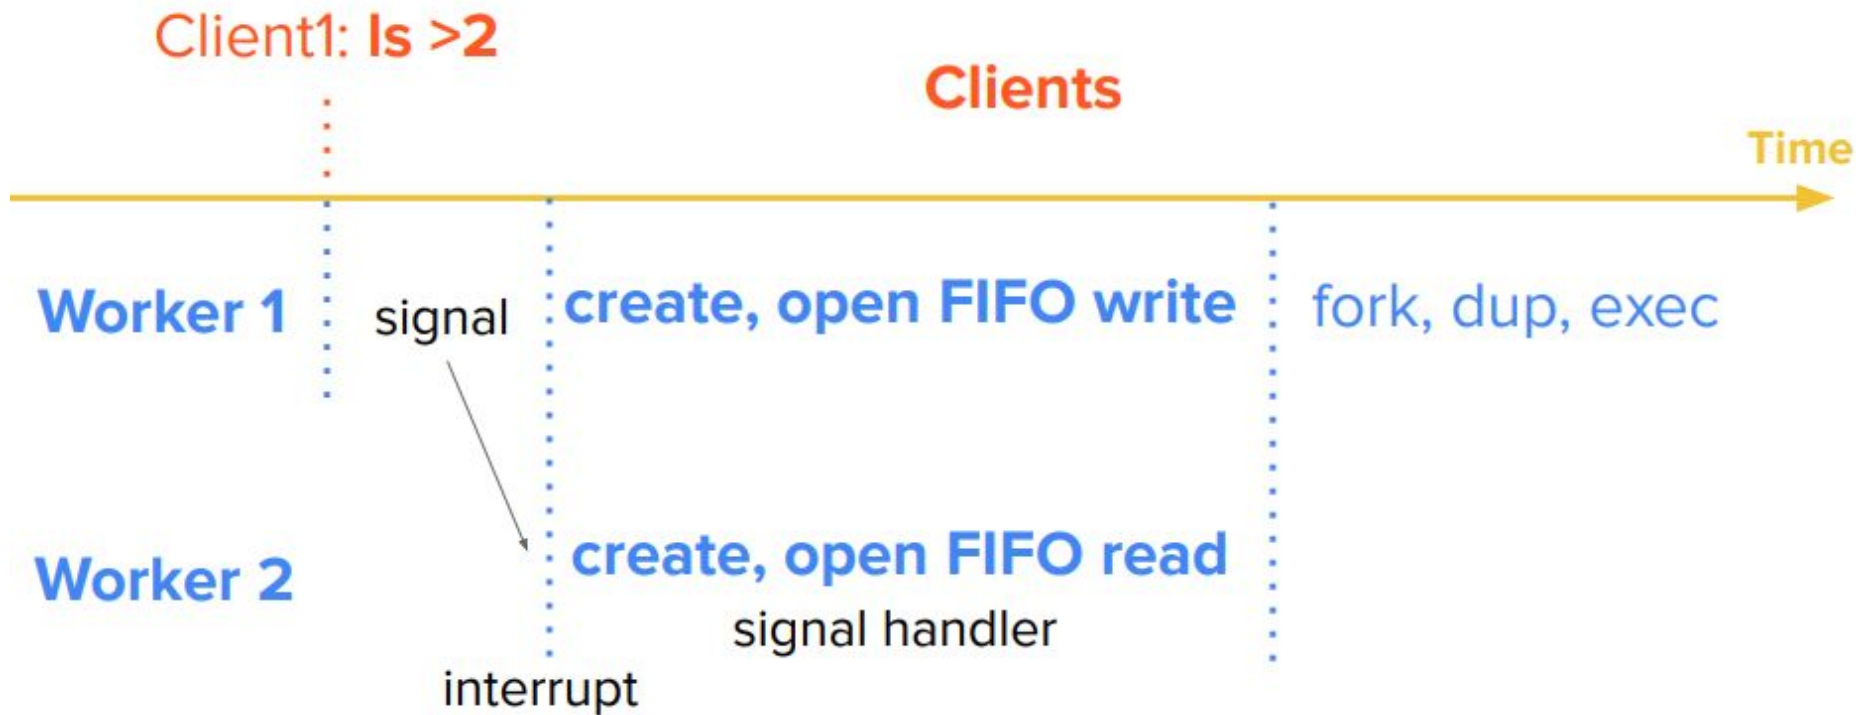 Client1: ls >2
Clients
Time
Worker 1
signal
create, open FIFO write
fork, dup, exec
Worker 2
create, open FIFO read
signal handler
interrupt